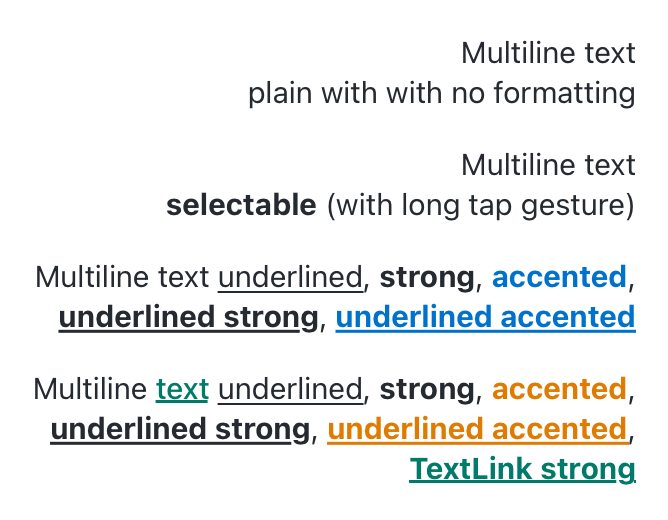 Multiline text
plain with with no formatting
Multiline text
selectable (with long tap gesture)
Multiline text underlined, strong, accented,
underlined strong, underlined accented
Multiline text underlined, strong, accented,
underlined strong, underlined accented,
TextLink strong